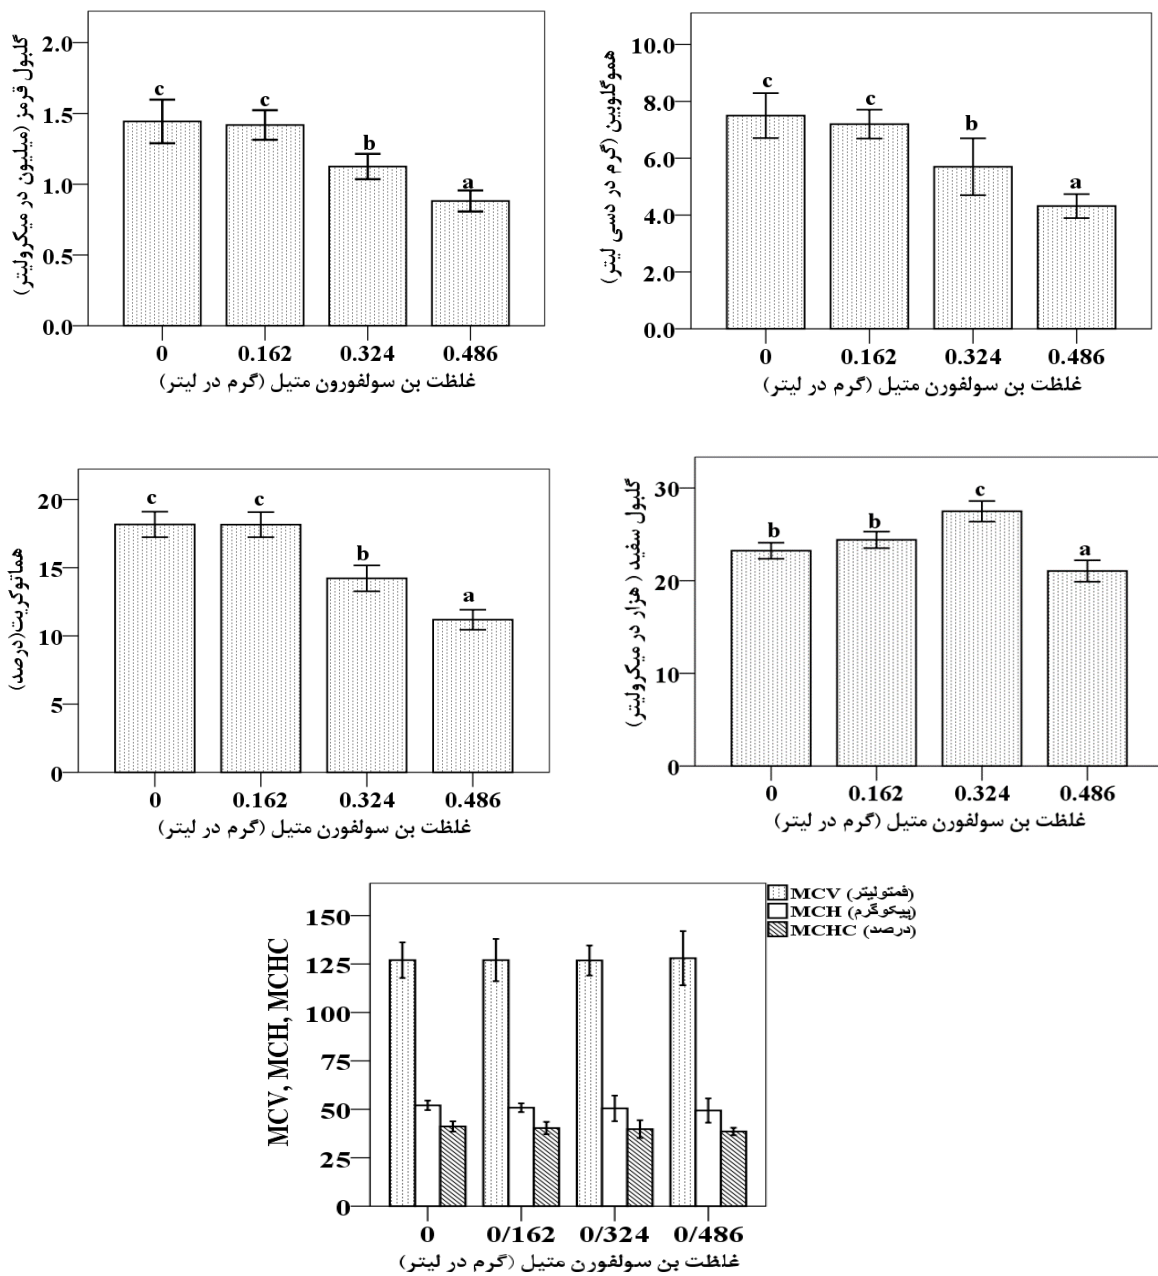 گلبول قرمز (میلیون در میکرولیتر)
2.0
1.5
1.0
0.5
0.0
c
c
b
a
0 0.162 0.324 0.486
غلظت بن سولفورون متیل (گرم در لیتر)
هموگلوبین (گرم در دسی لیتر)
10.0
8.0
6.0
4.0
2.0
0.0
c
c
b
a
0 0.162 0.324 0.486
غلظت بن سولفورن متیل (گرم در لیتر)
هماتوکریت(درصد)
20
15
10
5
0
c
c
b
a
0 0.162 0.324 0.486
غلظت بن سولفورن متیل (گرم در لیتر)
گلبول سفید ( هزار در میکرولیتر)
30
20
10
0
b
b
c
a
0 0.162 0.324 0.486
غلظت بن سولفورن متیل (گرم در لیتر)
MCV, MCH, MCHC
150
125
100
75
50
25
0
MCV (فمتولیتر)
MCH (پیکوگرم)
MCHC (درصد)
0 0/162 0/324 0/486
غلظت بن سولفورن متیل (گرم در لیتر)